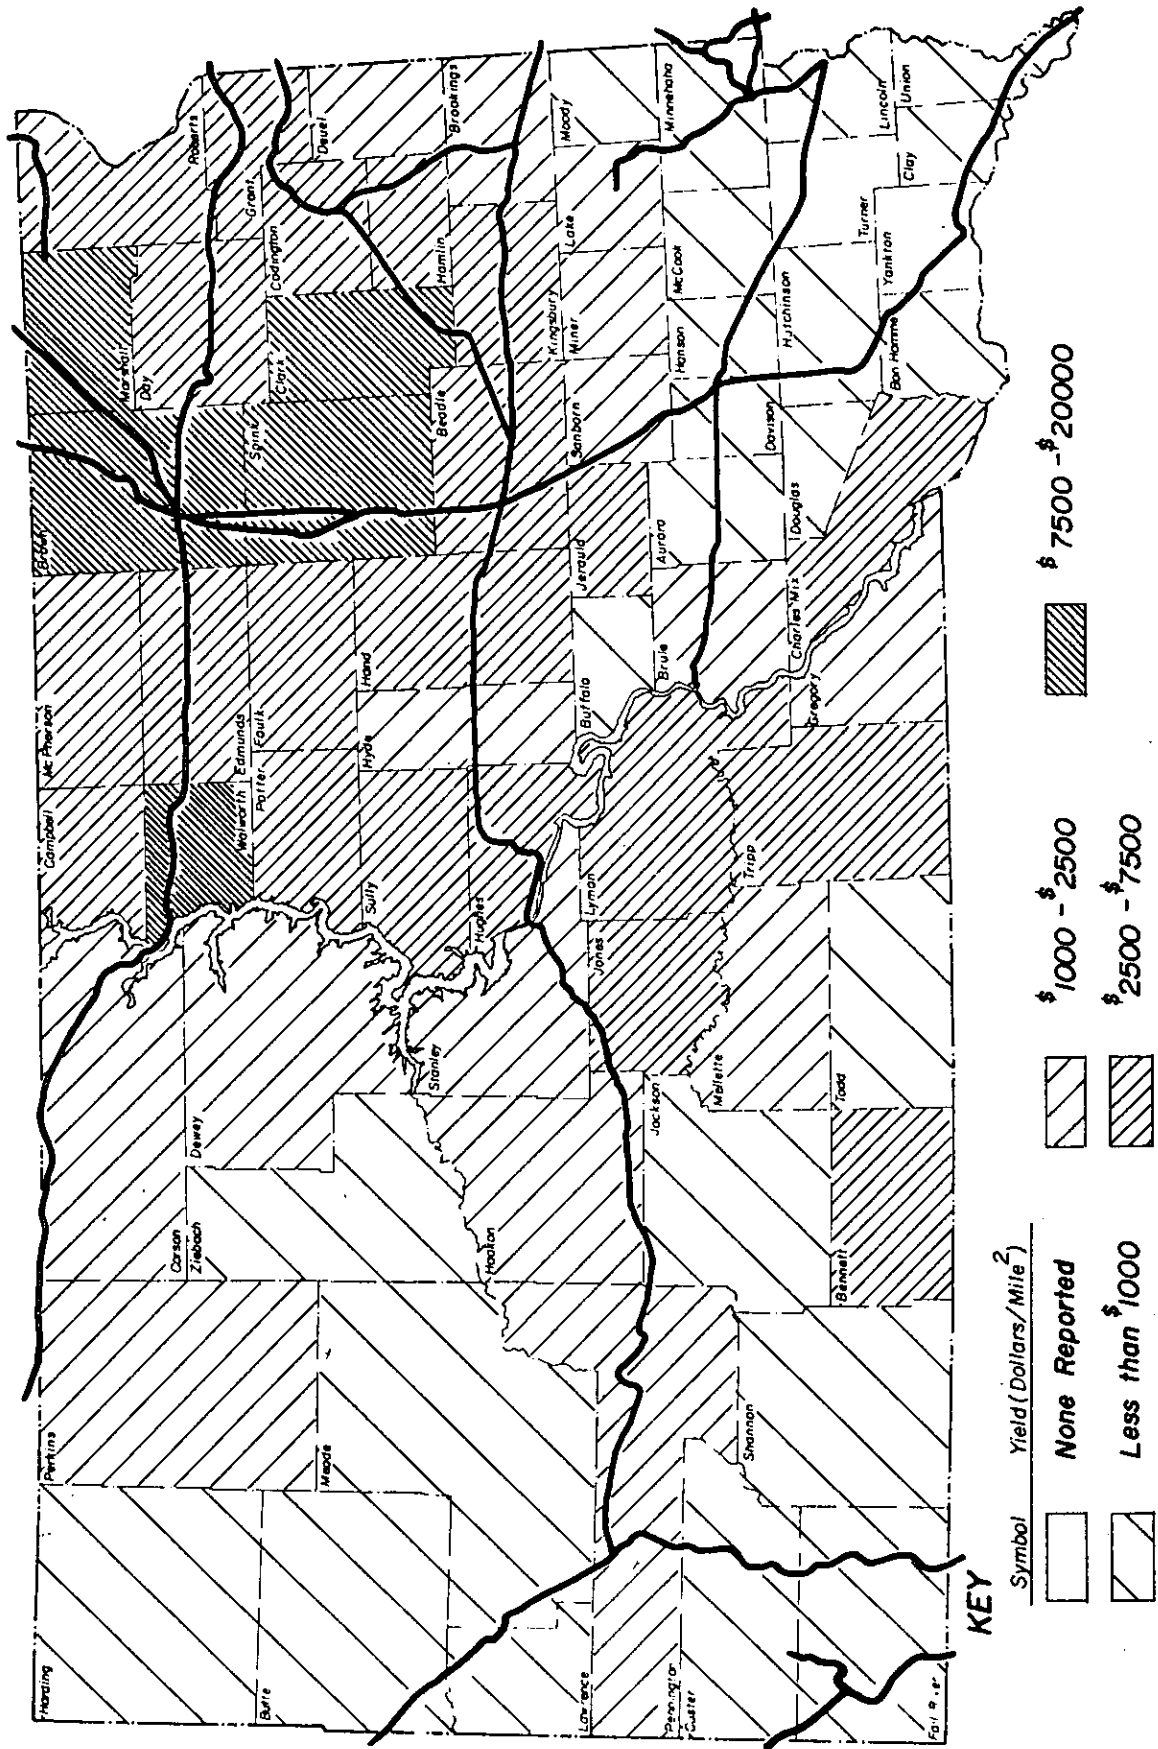 Harding
Perkins
Corson
Campbell
McPherson
Brown
Marshall
Roberts
Day
Butte
Meade
Ziebach
Dewey
Walworth
Edmunds
Potter
Faulk
Spink
Clark
Codington
Grant
Deuel
Hamlin
Lawrence
Haakon
Stanley
Sully
Hughes
Hyde
Hand
Beadle
Kingsbury
Brookings
Pennington
Custer
Jackson
Jones
Lyman
Buffalo
Jerauld
Sanborn
Miner
Lake
Moody
Shannon
Mellette
Tripp
Brule
Aurora
Davison
Hanson
McCook
Minnehaha
Bennett
Todd
Gregory
Charles Mix
Douglas
Hutchinson
Turner
Lincoln
Bon Homme
Yankton
Clay
Union
KEY
Symbol Yield (Dollars/Mile2)
None Reported
Less than $1000
$1000 - $2500
$2500 - $7500
$7500 - $20000